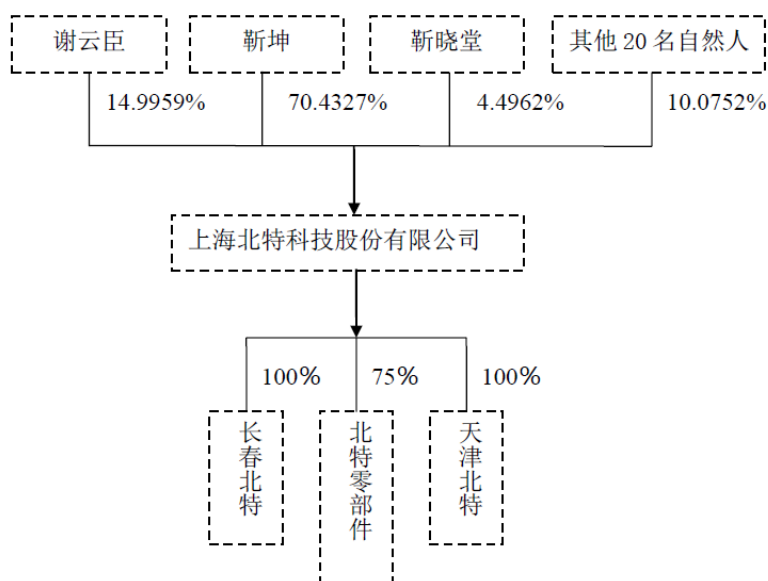 谢云臣
靳坤
靳晓堂
其他 20 名自然人
14.9959%
70.4327%
4.4962%
10.0752%
上海北特科技股份有限公司
100%
75%
100%
长春北特
北特零部件
天津北特